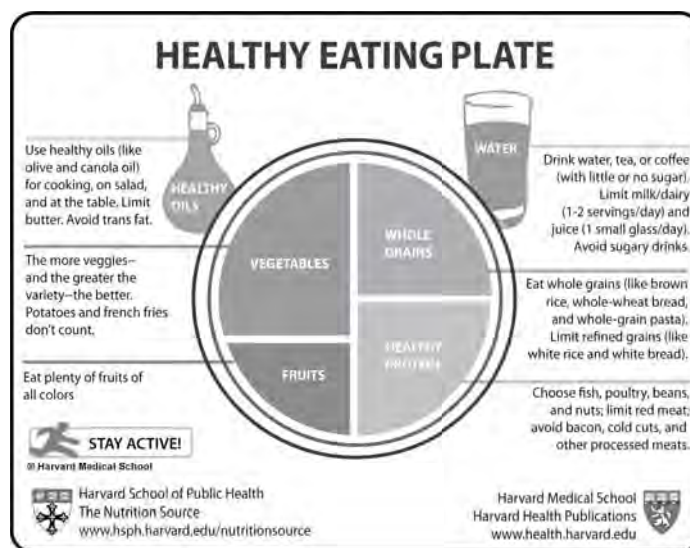 HEALTHY EATING PLATE
Use healthy oils (like
olive and canola oil)
for cooking, on salad,
and at the table. Limit
butter. Avoid trans fat.
HEALTHY
OILS
The more veggies–
and the greater the
variety–the better.
Potatoes and french fries
don't count.
Eat plenty of fruits of
all colors
VEGETABLES
FRUITS
WHOLE
GRAINS
HEALTHY
PROTEIN
WATER
Drink water, tea, or coffee
(with little or no sugar).
Limit milk/dairy
(1-2 servings/day) and
juice (1 small glass/day).
Avoid sugary drinks.
Eat whole grains (like brown
rice, whole-wheat bread,
and whole-grain pasta).
Limit refined grains (like
white rice and white bread).
Choose fish, poultry, beans,
and nuts; limit red meat;
avoid bacon, cold cuts, and
other processed meats.
STAY ACTIVE!
© Harvard Medical School
Harvard School of Public Health
The Nutrition Source
www.hsph.harvard.edu/nutritionsource
Harvard Medical School
Harvard Health Publications
www.health.harvard.edu